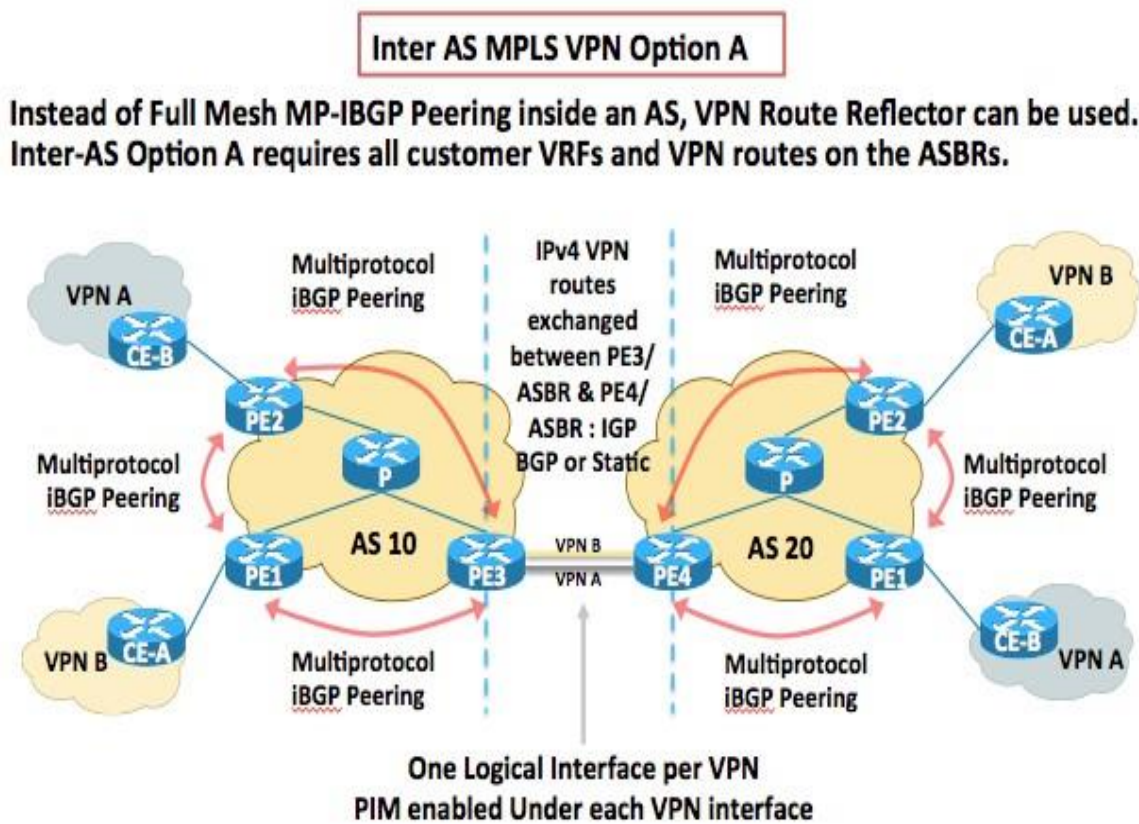 Inter AS MPLS VPN Option A
Instead of Full Mesh MP-IBGP Peering inside an AS, VPN Route Reflector can be used.
Inter-AS Option A requires all customer VRFs and VPN routes on the ASBRs.
Multiprotocol
iBGP Peering
IPv4 VPN
routes
exchanged
between PE3/
ASBR & PE4/
ASBR : IGP
BGP or Static
Multiprotocol
iBGP Peering
VPN A
CE-B
VPN B
CE-A
PE2
PE2
Multiprotocol
iBGP Peering
P
P
Multiprotocol
iBGP Peering
AS 10
AS 20
PE1
PE3
VPN B
VPN A
PE4
PE1
VPN B
CE-A
CE-B
VPN A
Multiprotocol
iBGP Peering
Multiprotocol
iBGP Peering
One Logical Interface per VPN
PIM enabled Under each VPN interface